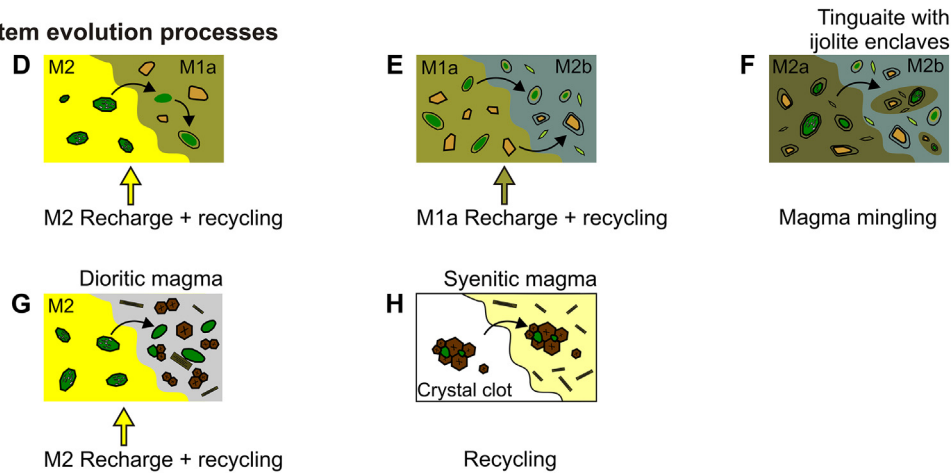 tem evolution processes
Tinguaite with
ijolite enclaves
D
M2
M1a
E
M1a
M2b
F
M2a
M2b
M2 Recharge + recycling
M1a Recharge + recycling
Magma mingling
Dioritic magma
Syenitic magma
G
M2
H
Crystal clot
M2 Recharge + recycling
Recycling